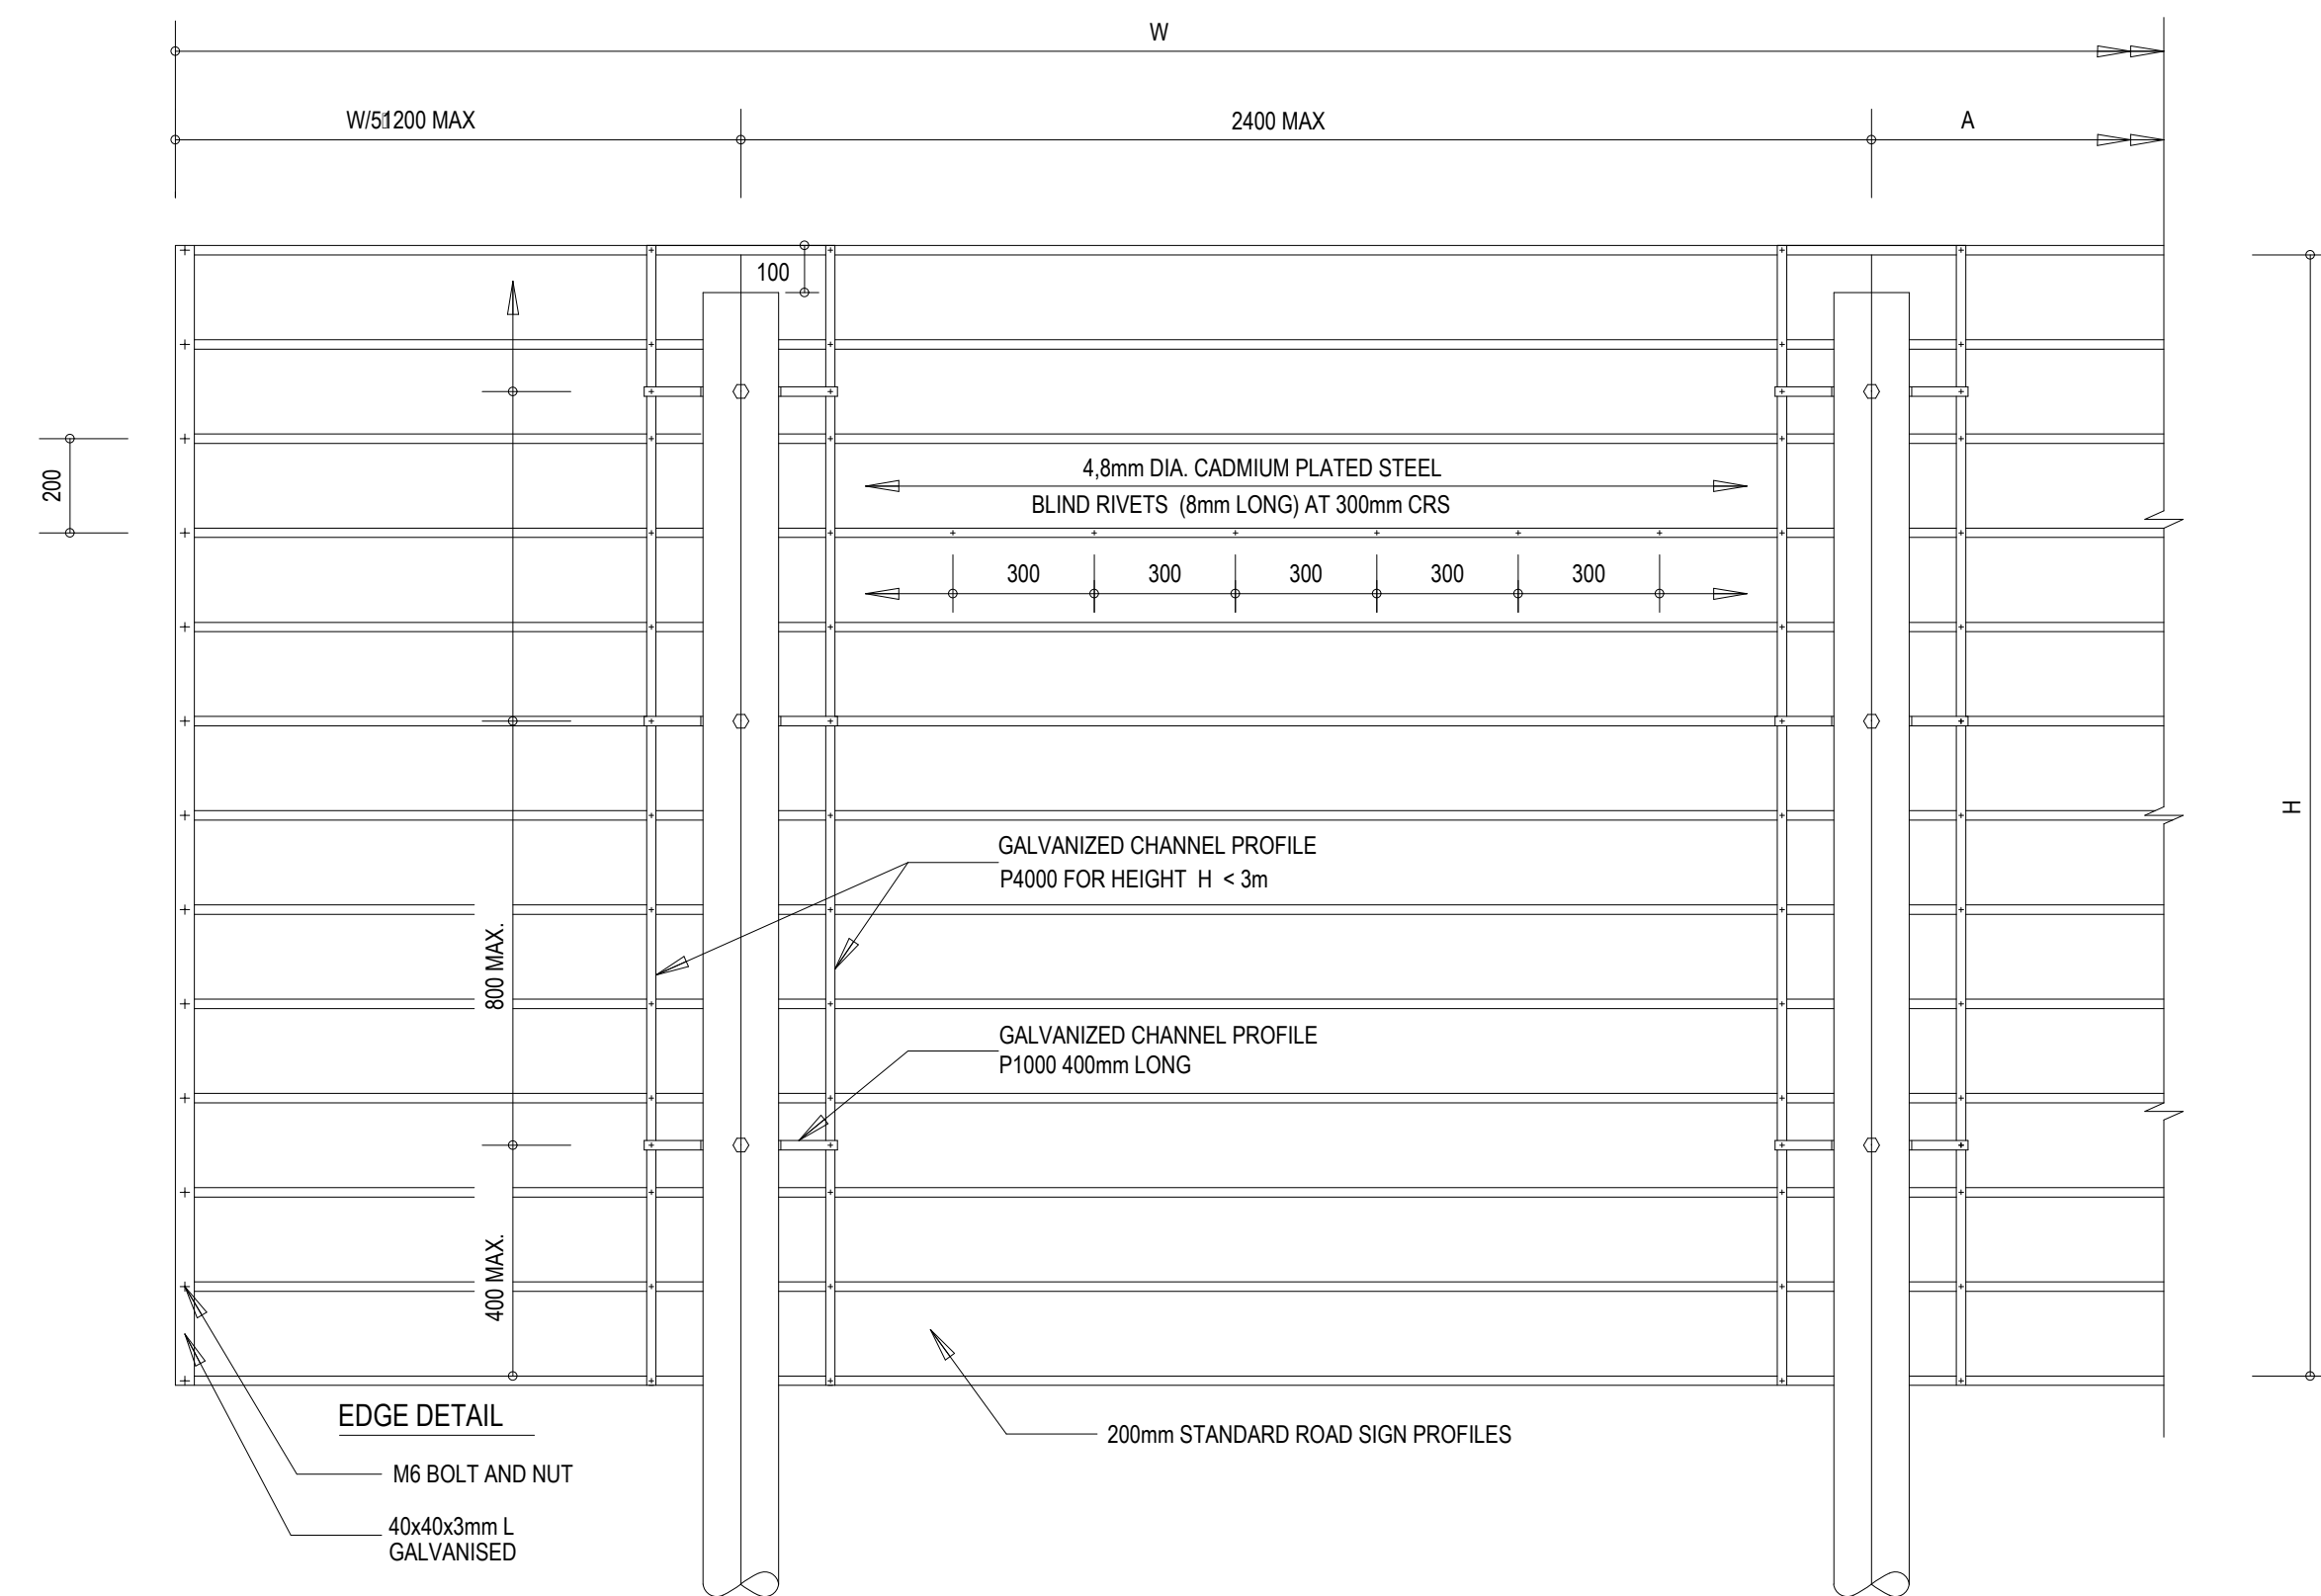 W
W/5 1200 MAX
2400 MAX
A
100
200
4,8mm DIA. CADMIUM PLATED STEEL
BLIND RIVETS (8mm LONG) AT 300mm CRS
300
300
300
300
300
H
GALVANIZED CHANNEL PROFILE
P4000 FOR HEIGHT H < 3m
800 MAX.
GALVANIZED CHANNEL PROFILE
P1000 400mm LONG
400 MAX.
EDGE DETAIL
200mm STANDARD ROAD SIGN PROFILES
M6 BOLT AND NUT
40x40x3mm L
GALVANISED